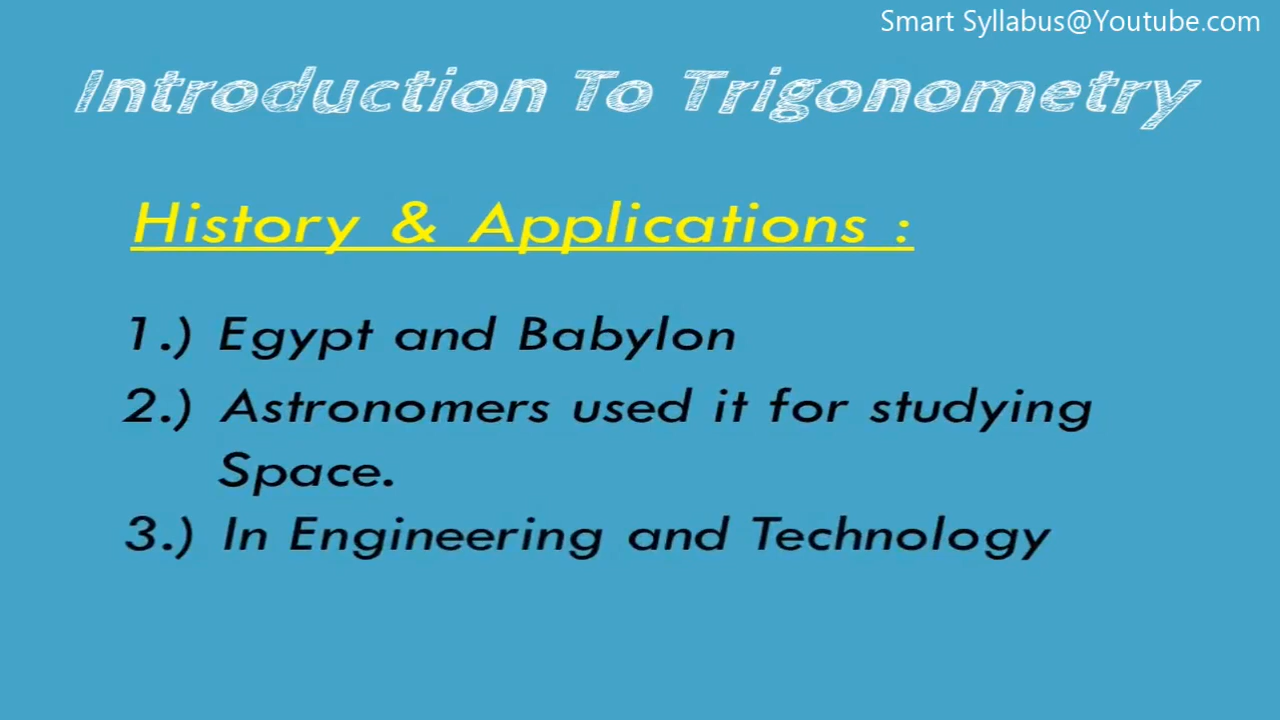 Smart Syllabus@Youtube.com
Introduction To Trigonometry
History & Applications :
1.) Egypt and Babylon
2.) Astronomers used it for studying
Space.
3.) In Engineering and Technology